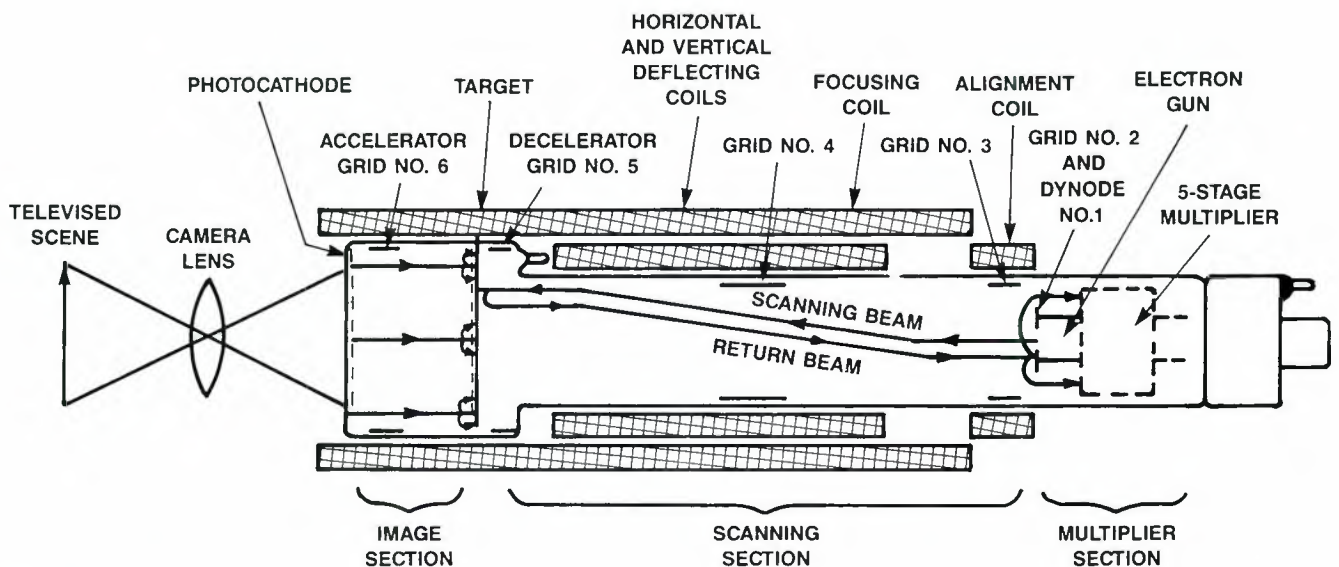 HORIZONTAL
AND VERTICAL
DEFLECTING
COILS
PHOTOCATHODE
TARGET
FOCUSING
COIL
ALIGNMENT
COIL
ELECTRON
GUN
ACCELERATOR
GRID NO. 6
DECELERATOR
GRID NO. 5
GRID NO. 4
GRID NO. 3
GRID NO. 2
AND
DYNODE
NO.1
5-STAGE
MULTIPLIER
TELEVISED
SCENE
CAMERA
LENS
SCANNING BEAM
RETURN BEAM
IMAGE
SECTION
SCANNING
SECTION
MULTIPLIER
SECTION